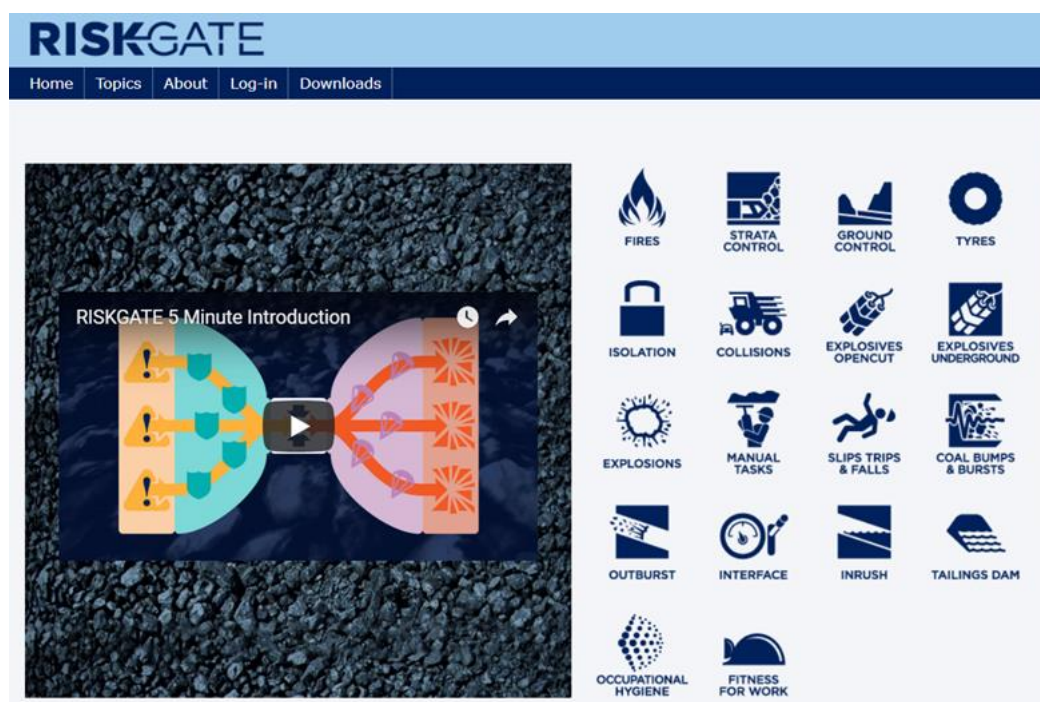 RISKGATE
Home Topics About Log-in Downloads
RISKGATE 5 Minute Introduction
FIRES
STRATA
CONTROL
GROUND
CONTROL
TYRES
ISOLATION
COLLISIONS
EXPLOSIVES
OPENCUT
EXPLOSIVES
UNDERGROUND
EXPLOSIONS
MANUAL
TASKS
SLIPS TRIPS
& FALLS
COAL BUMPS
& BURSTS
OUTBURST
INTERFACE
INRUSH
TAILINGS DAM
OCCUPATIONAL
HYGIENE
FITNESS
FOR WORK